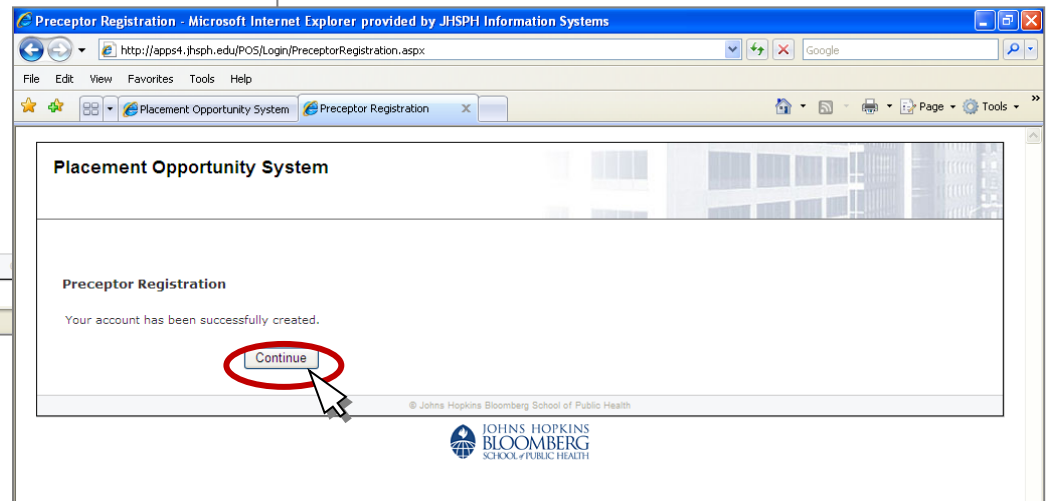 Preceptor Registration - Microsoft Internet Explorer provided by JHSPH Information Systems
http://apps4.jhsph.edu/POS/Login/PreceptorRegistration.aspx
Google
File Edit View Favorites Tools Help
Placement Opportunity System
Preceptor Registration
Page
Tools
Placement Opportunity System
Preceptor Registration
Your account has been successfully created.
Continue
© Johns Hopkins Bloomberg School of Public Health
JOHNS HOPKINS
BLOOMBERG
SCHOOL of PUBLIC HEALTH